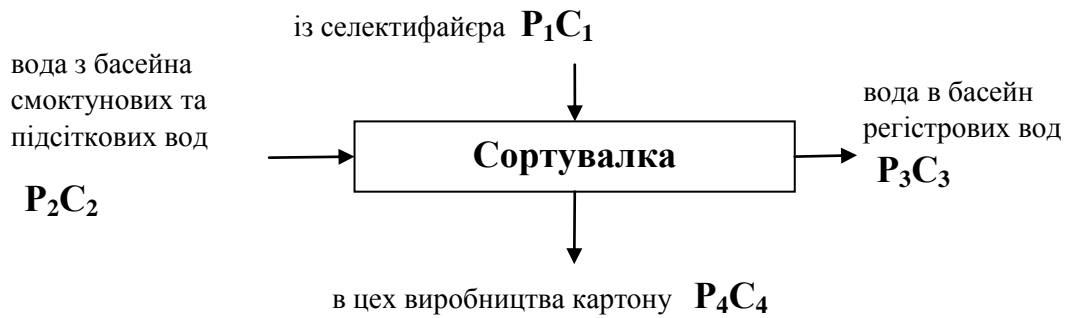 із селектифайєра P₁C₁
вода з басейна
смоктунових та
підсіткових вод
P₂C₂
Сортувалка
вода в басейн
регістрових вод
P₃C₃
в цех виробництва картону P₄C₄